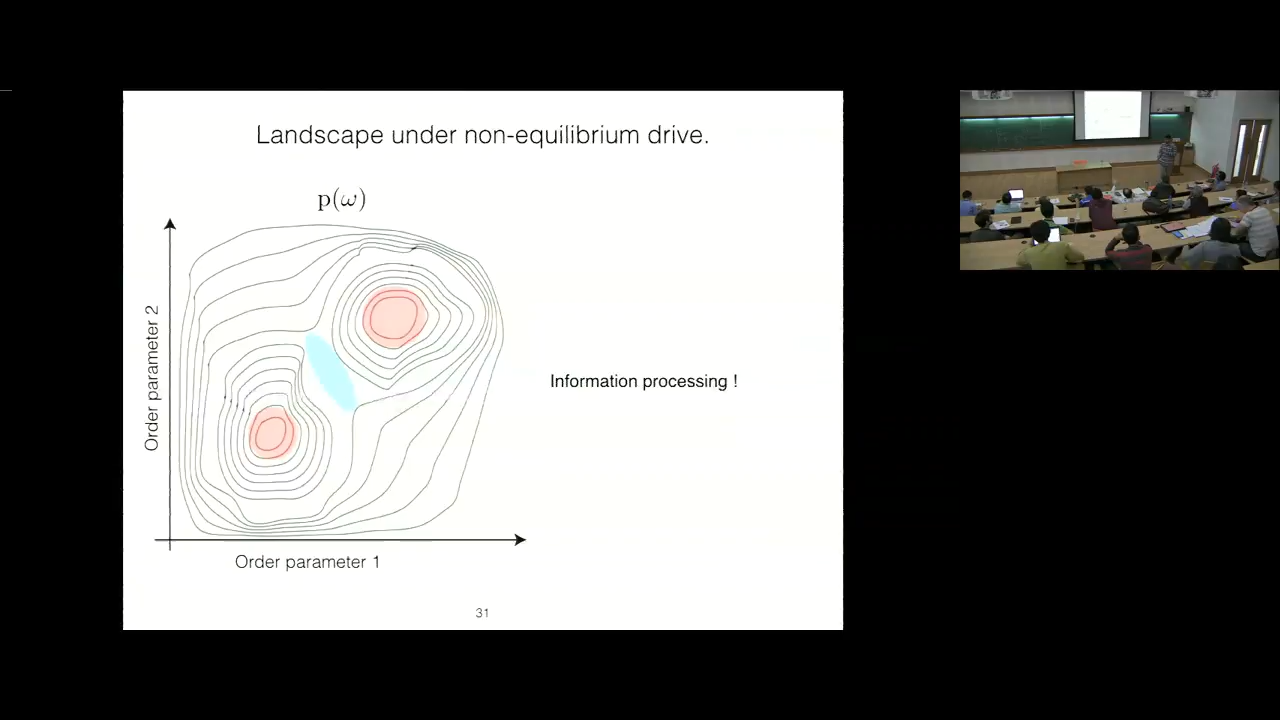 Landscape under non-equilibrium drive.
p(ω)
Order parameter 2
Information processing !
Order parameter 1
31